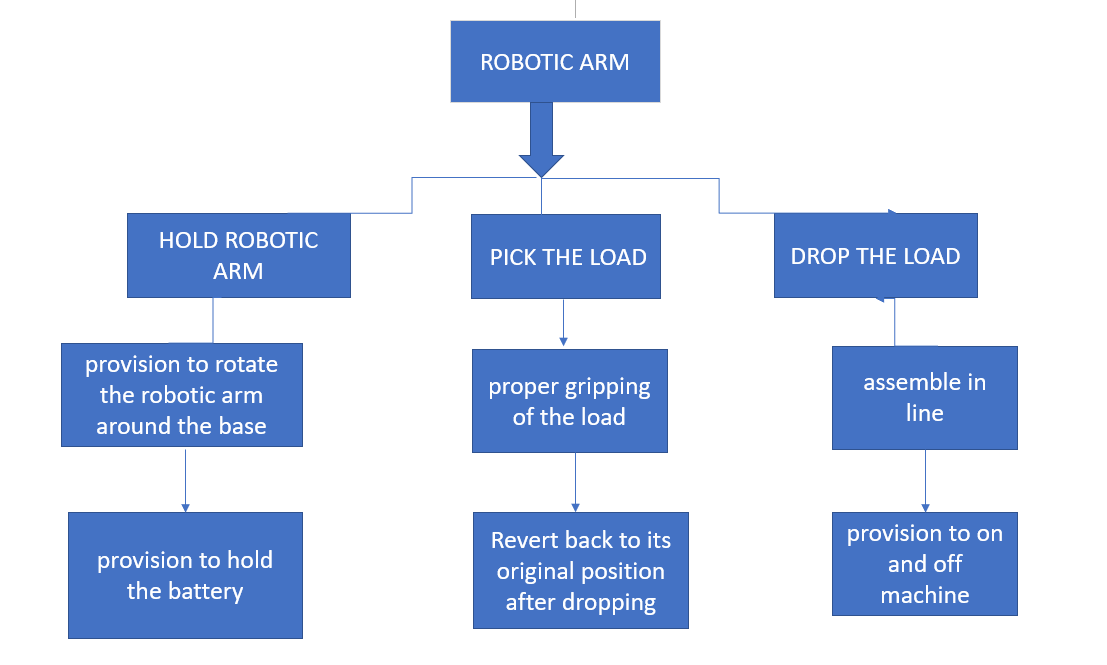 ROBOTIC ARM
HOLD ROBOTIC
ARM
PICK THE LOAD
DROP THE LOAD
provision to rotate
the robotic arm
around the base
proper gripping
of the load
assemble in
line
provision to hold
the battery
Revert back to its
original position
after dropping
provision to on
and off
machine